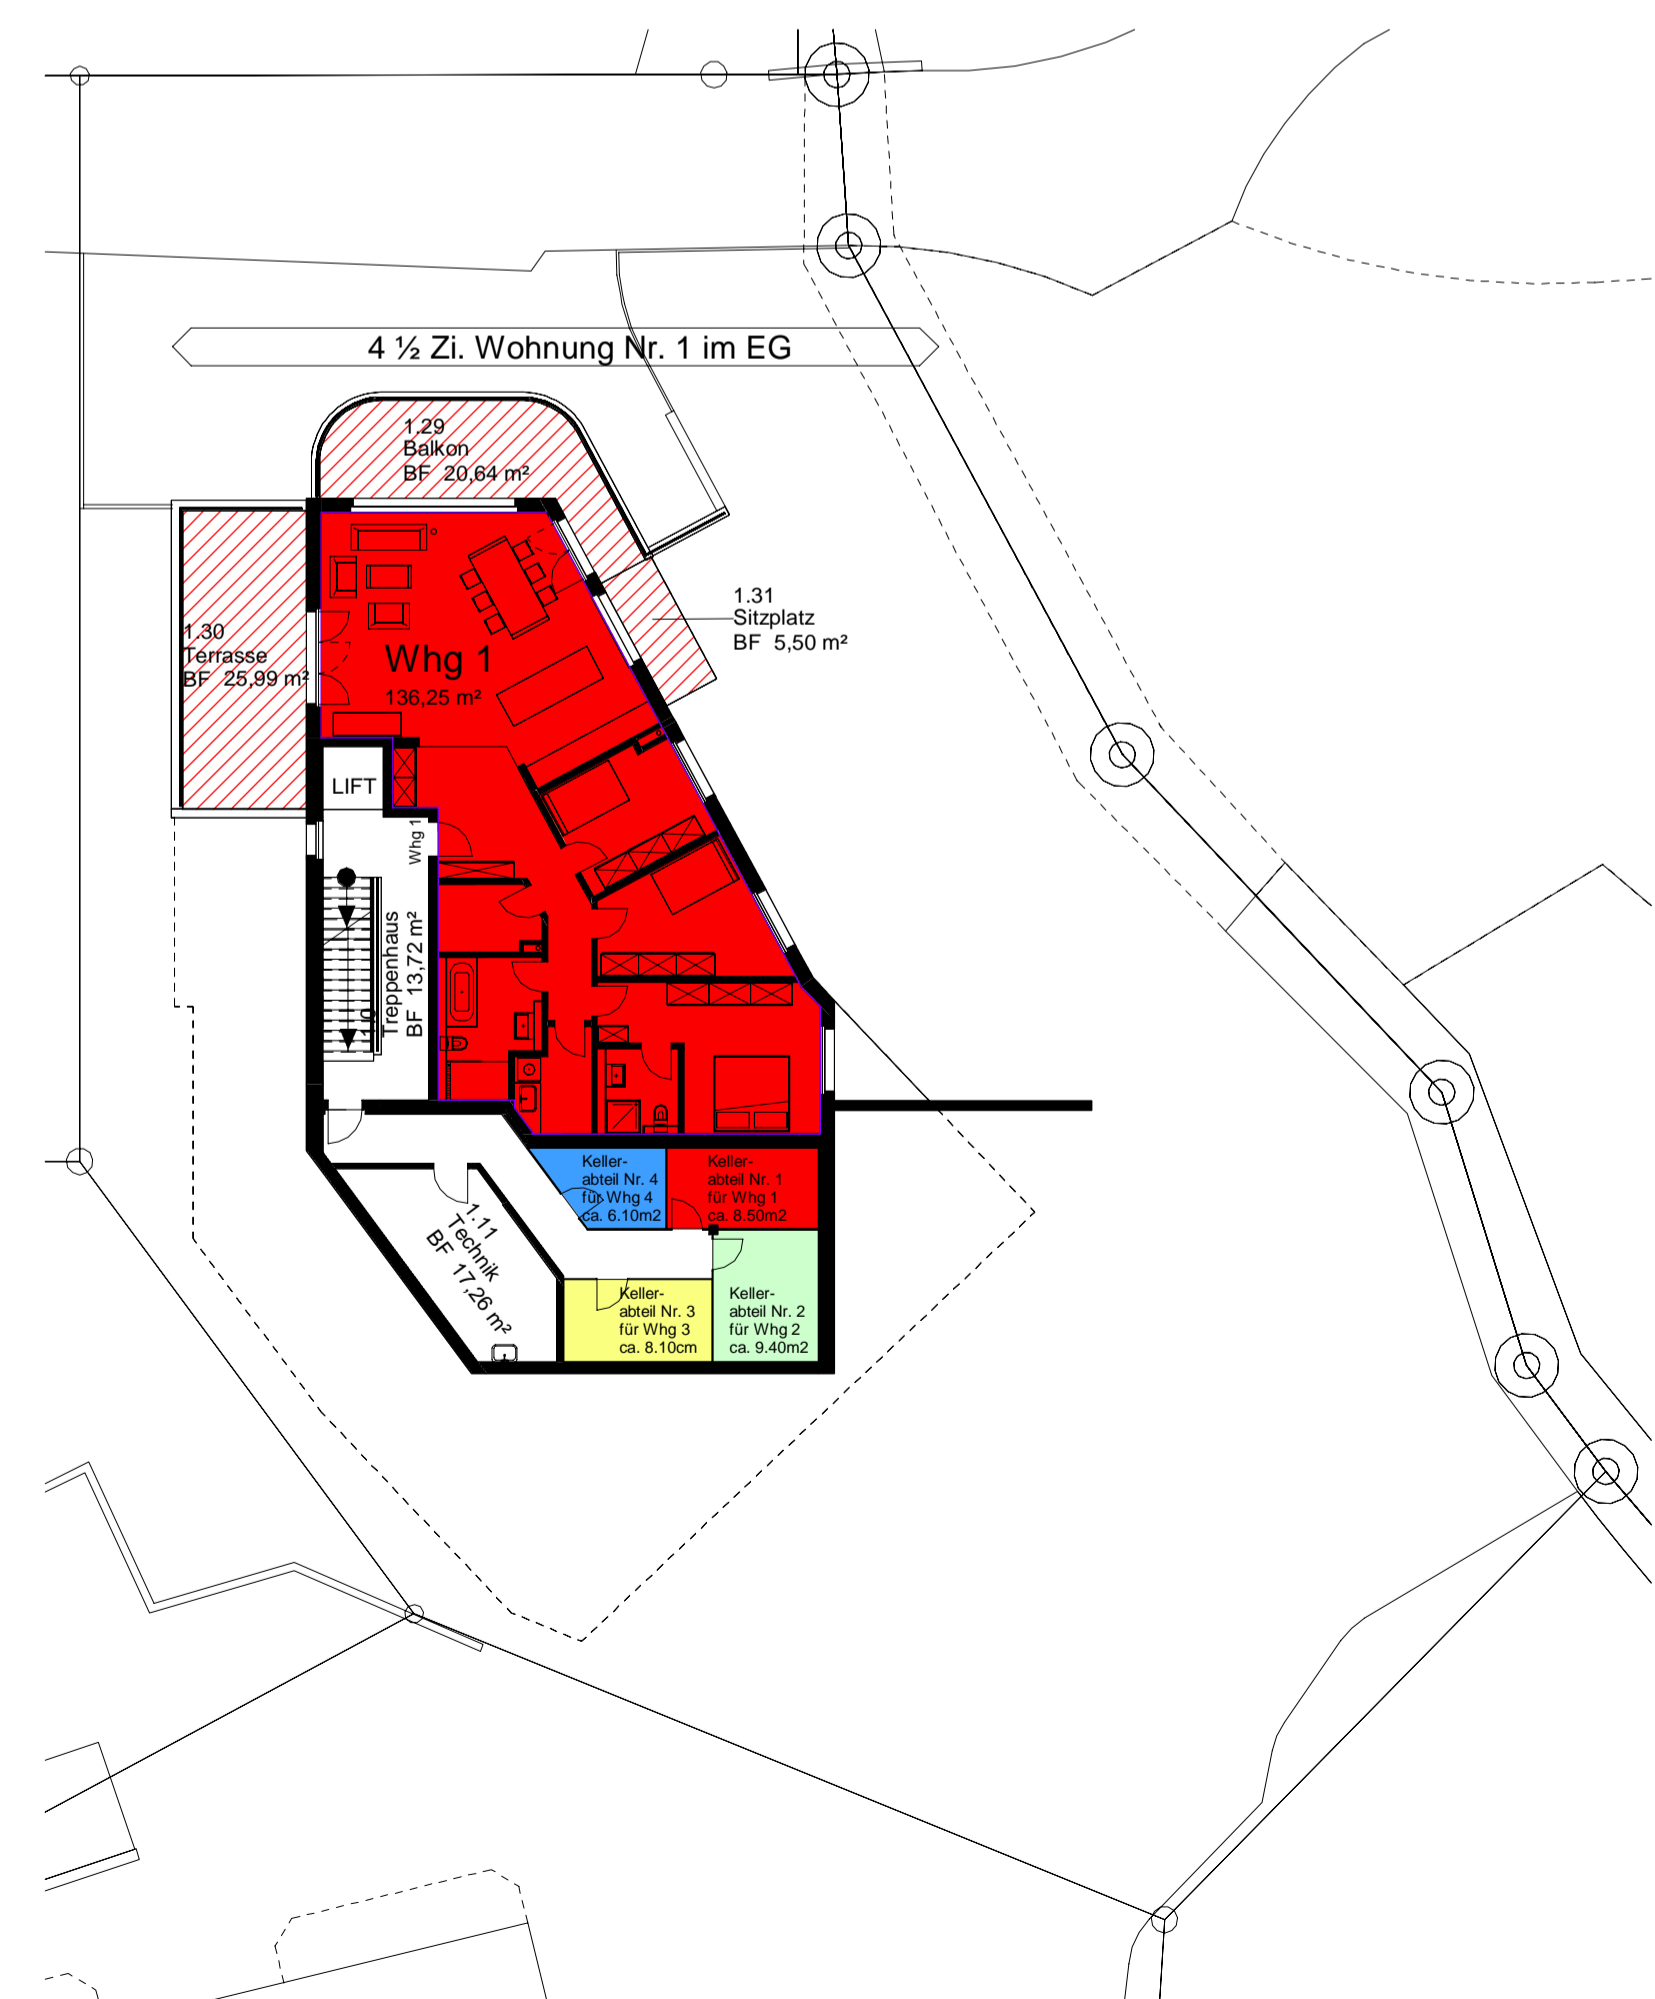 4 ½ Zi. Wohnung Nr. 1 im EG
1.29
Balkon
BF 20,64 m²
1.31
Sitzplatz
BF 5,50 m²
1.30
Terrasse
BF 25,99 m²
Whg 1
136,25 m²
LIFT
Whg 1
Treppenhaus
BF 13,72 m²
1.11
Technik
BF 17,26 m²
Keller-
abteil Nr. 4
für Whg 4
ca. 6.10m2
Keller-
abteil Nr. 1
für Whg 1
ca. 8.50m2
Keller-
abteil Nr. 3
für Whg 3
ca. 8.10cm
Keller-
abteil Nr. 2
für Whg 2
ca. 9.40m2